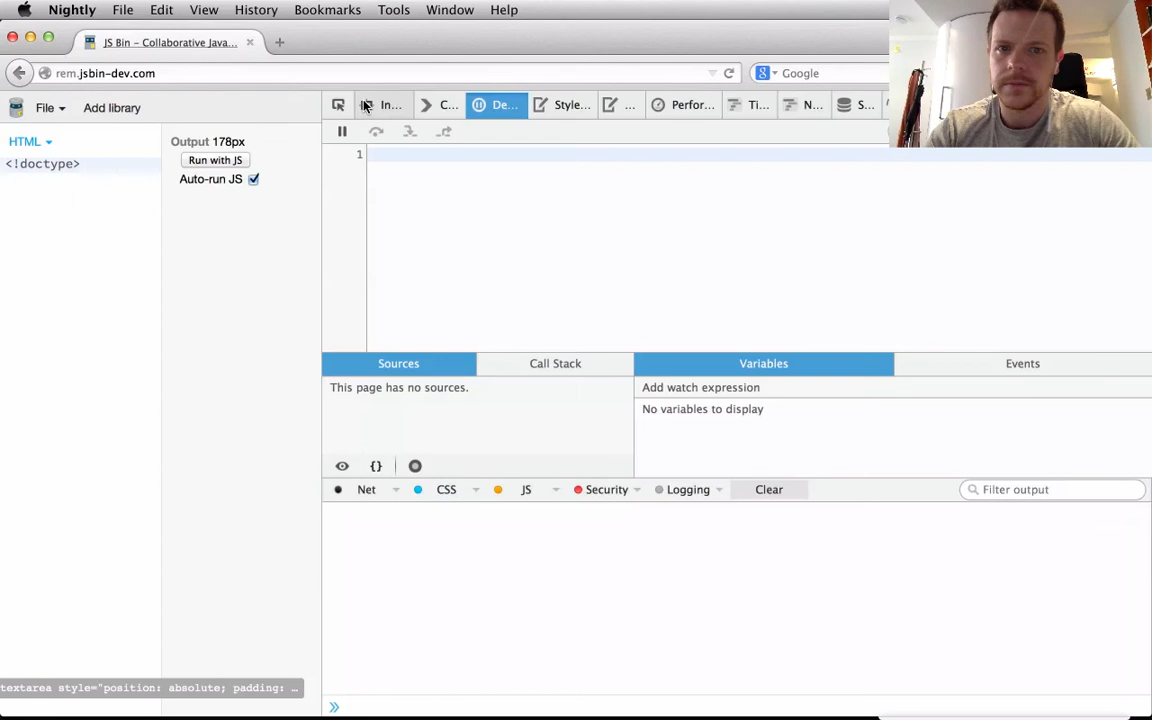 Nightly File Edit View History Bookmarks Tools Window Help
JS Bin – Collaborative Java...
rem.jsbin-dev.com Google
File Add library In... C... De... Style... ... Perfor... Ti... N... S...
HTML Output 178px
<!doctype> Run with JS
Auto-run JS
1
Sources Call Stack Variables Events
This page has no sources. Add watch expression
No variables to display
{}
Net CSS JS Security Logging Clear Filter output
textarea style="position: absolute; padding: ...
»